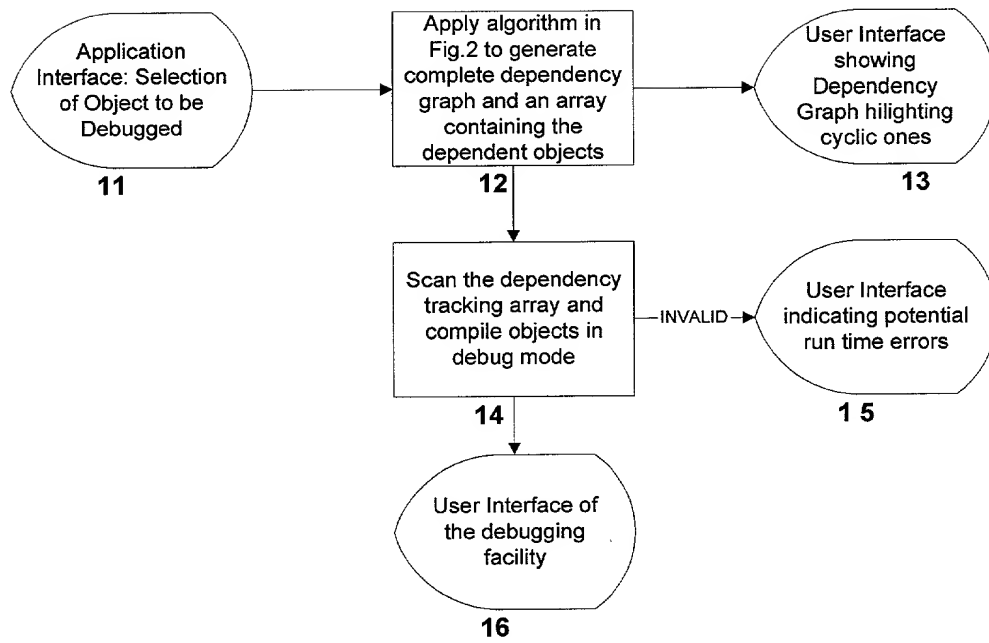 Application
Interface: Selection
of Object to be
Debugged
11
Apply algorithm in
Fig.2 to generate
complete dependency
graph and an array
containing the
dependent objects
12
User Interface
showing
Dependency
Graph hilighting
cyclic ones
13
Scan the dependency
tracking array and
compile objects in
debug mode
14
INVALID
User Interface
indicating potential
run time errors
1 5
User Interface of
the debugging
facility
16